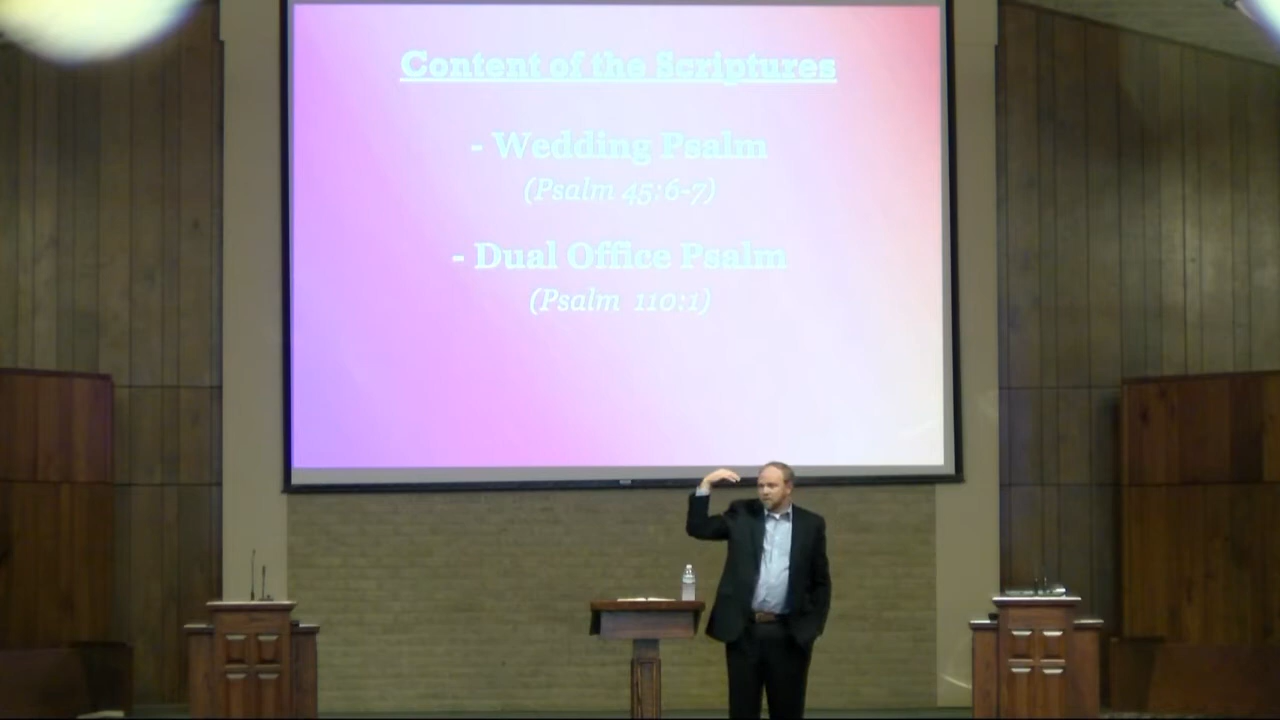 Content of the Scriptures
- Wedding Psalm
(Psalm 45:6-7)
- Dual Office Psalm
(Psalm 110:1)